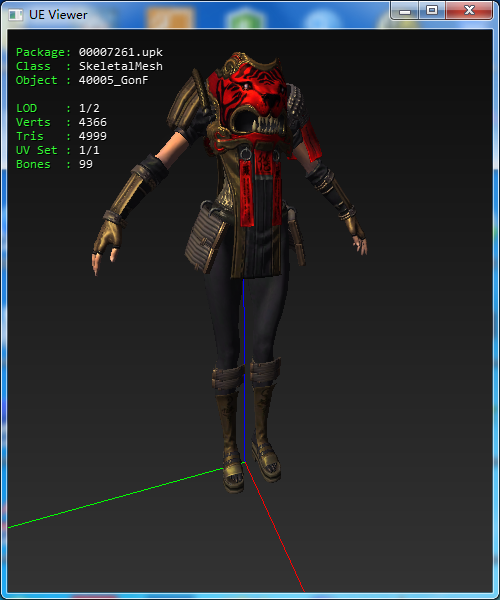 UE Viewer
Package: 00007261.upk
Class : SkeletalMesh
Object : 40005_GonF
LOD : 1/2
Verts : 4366
Tris : 4999
UV Set : 1/1
Bones : 99